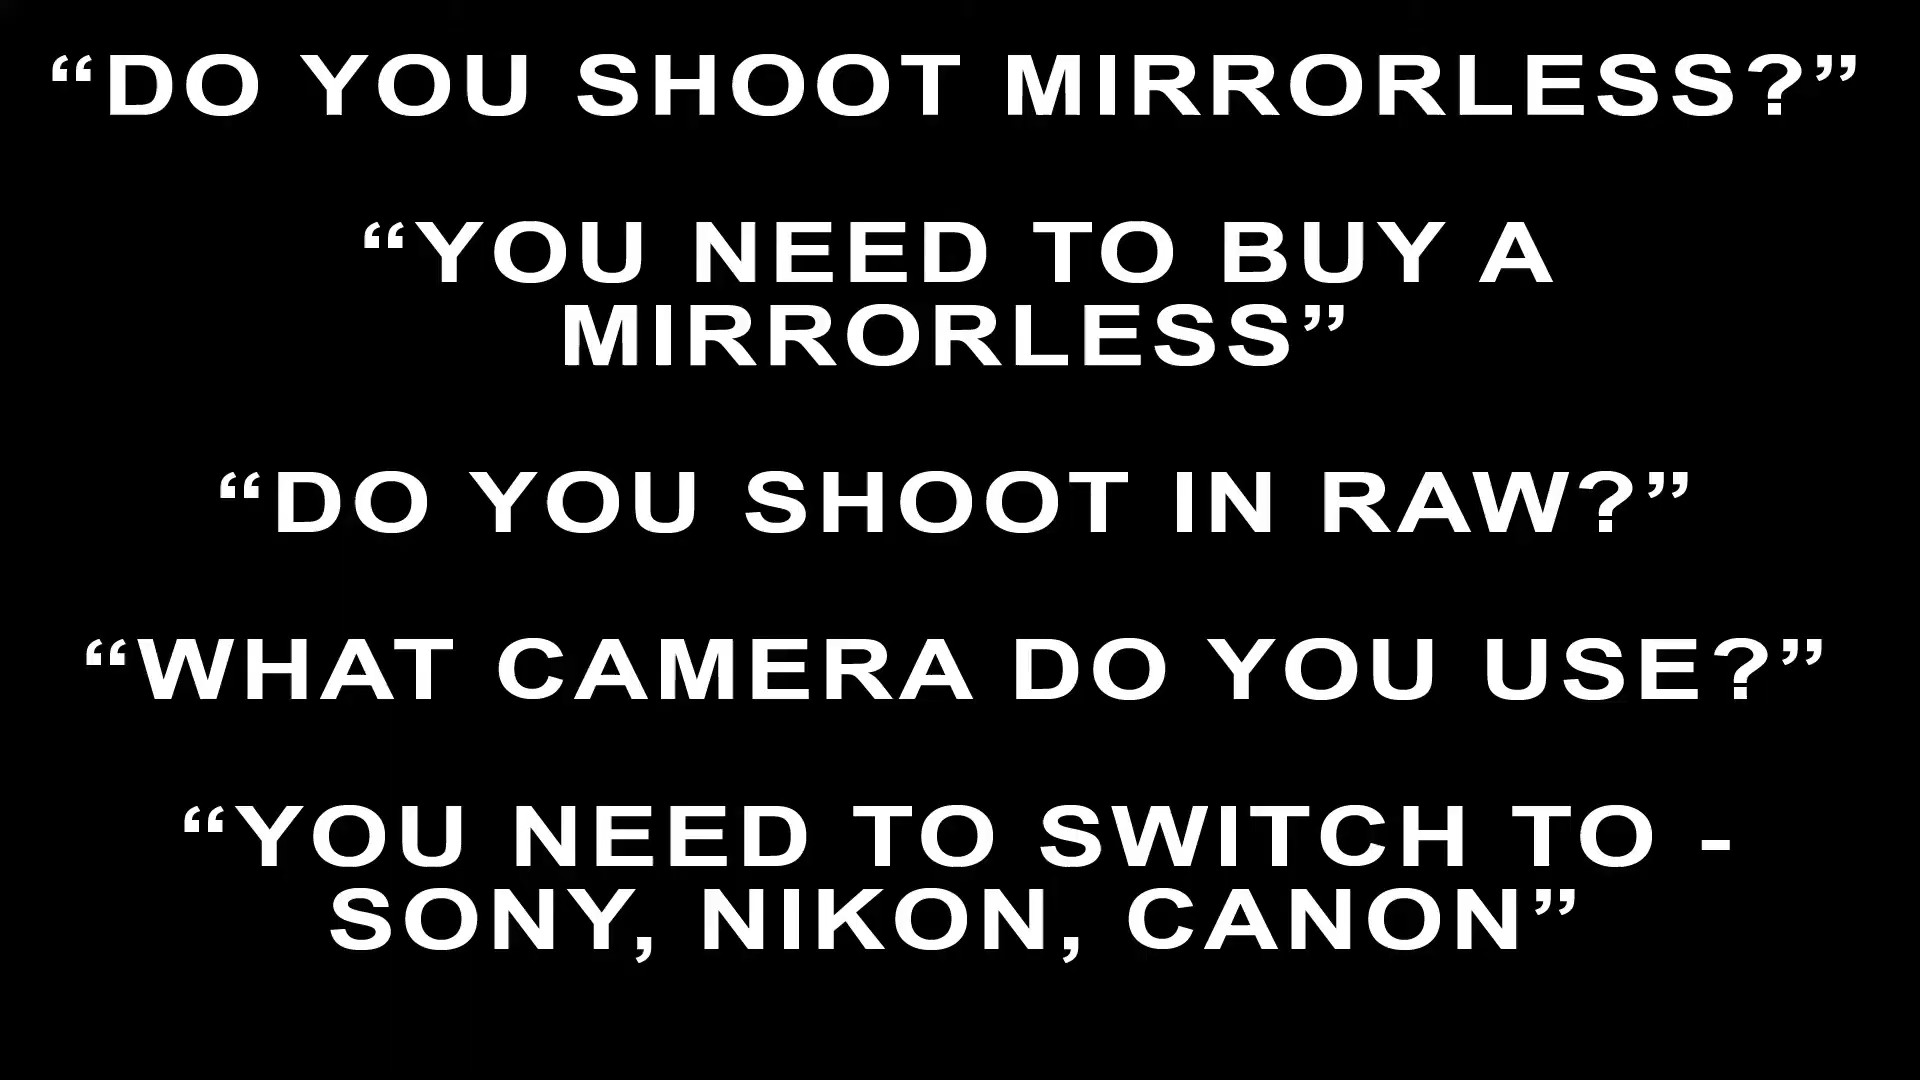 “DO YOU SHOOT MIRRORLESS?”
“YOU NEED TO BUY A
MIRRORLESS”
“DO YOU SHOOT IN RAW?”
“WHAT CAMERA DO YOU USE?”
“YOU NEED TO SWITCH TO -
SONY, NIKON, CANON”